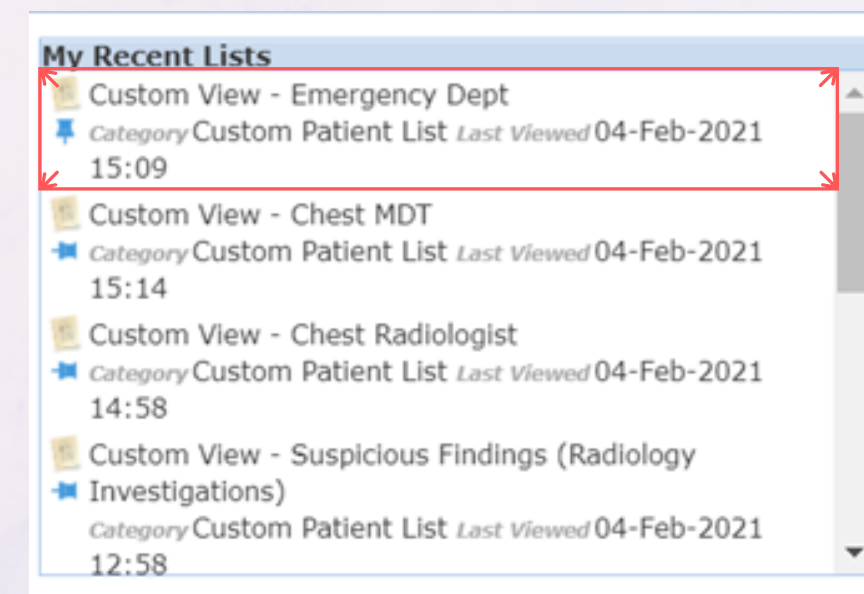 My Recent Lists
Custom View - Emergency Dept
Category Custom Patient List Last Viewed 04-Feb-2021
15:09
Custom View - Chest MDT
Category Custom Patient List Last Viewed 04-Feb-2021
15:14
Custom View - Chest Radiologist
Category Custom Patient List Last Viewed 04-Feb-2021
14:58
Custom View - Suspicious Findings (Radiology
Investigations)
Category Custom Patient List Last Viewed 04-Feb-2021
12:58